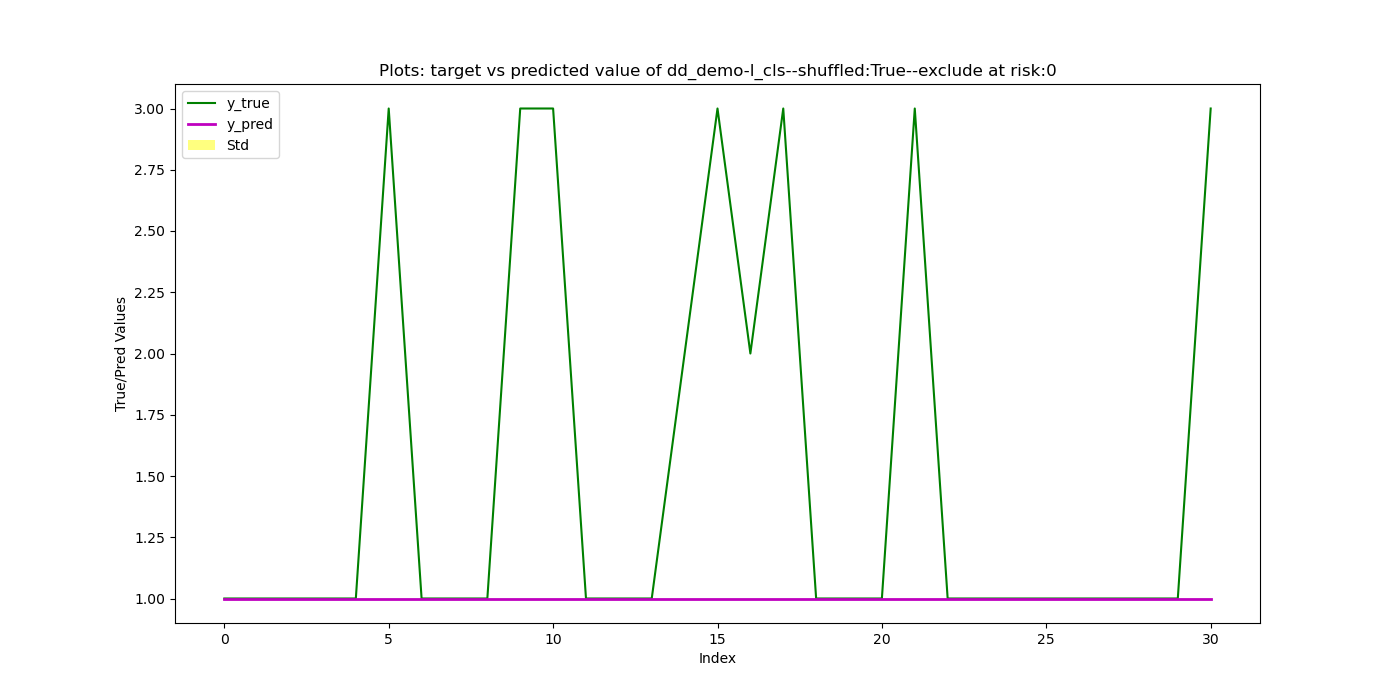 Plots: target vs predicted value of dd_demo-l_cls--shuffled:True--exclude at risk:0
y_true
y_pred
Std
3.00
2.75
2.50
2.25
2.00
1.75
1.50
1.25
1.00
True/Pred Values
0 5 10 15 20 25 30
Index